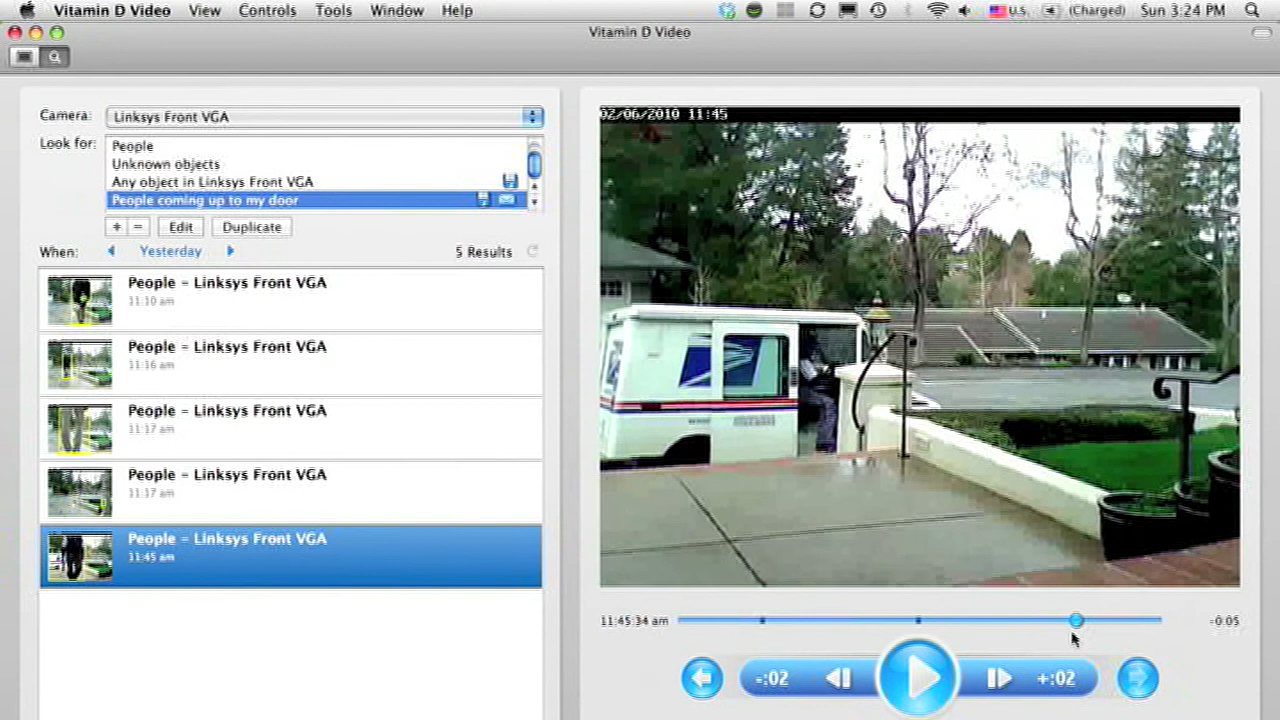 Vitamin D Video View Controls Tools Window Help U.S. (Charged) Sun 3:24 PM
Vitamin D Video
Camera: Linksys Front VGA
Look for: People
Unknown objects
Any object in Linksys Front VGA
People coming up to my door
+ - Edit Duplicate
When: Yesterday 5 Results
People - Linksys Front VGA
11:10 am
People - Linksys Front VGA
11:16 am
People - Linksys Front VGA
11:17 am
People - Linksys Front VGA
11:17 am
People - Linksys Front VGA
11:45 am
02/06/2010 11:45
11:45:34 am -0:05
-:02 +:02